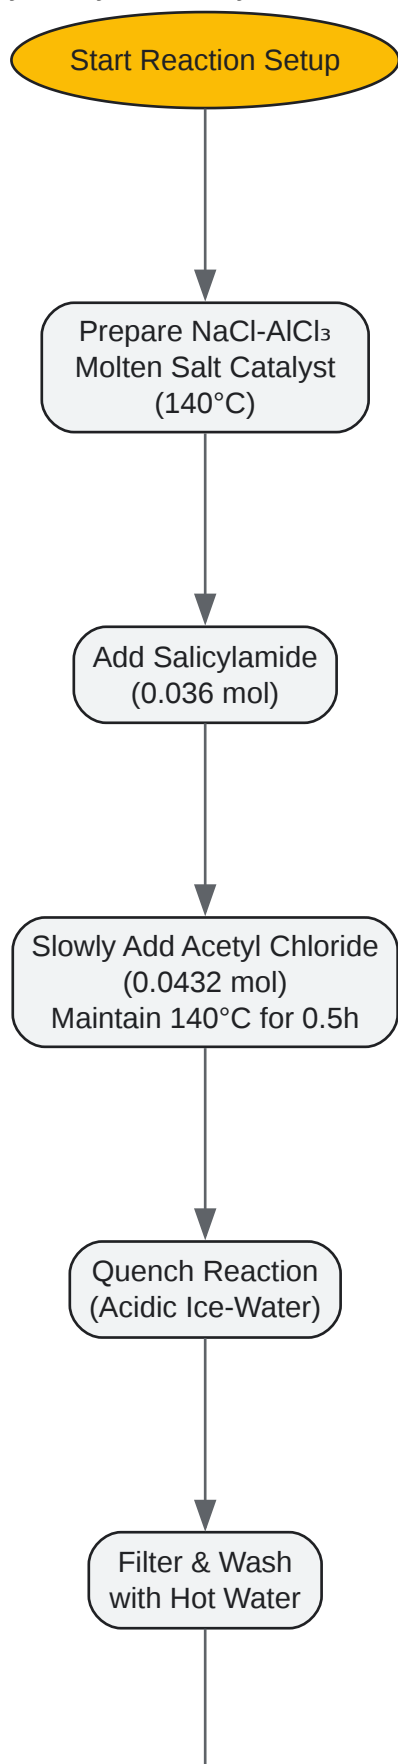 Start Reaction Setup
Prepare NaCl-AlCl₃
Molten Salt Catalyst
(140°C)
Add Salicylamide
(0.036 mol)
Slowly Add Acetyl Chloride
(0.0432 mol)
Maintain 140°C for 0.5h
Quench Reaction
(Acidic Ice-Water)
Filter & Wash
with Hot Water